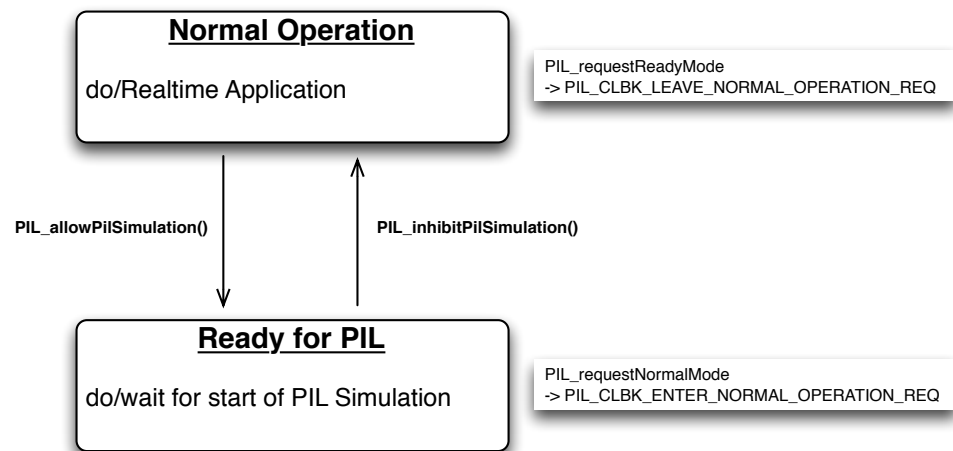 Normal Operation
do/Realtime Application
PIL_requestReadyMode
-> PIL_CLBK_LEAVE_NORMAL_OPERATION_REQ
PIL_allowPilSimulation()
PIL_inhibitPilSimulation()
Ready for PIL
do/wait for start of PIL Simulation
PIL_requestNormalMode
-> PIL_CLBK_ENTER_NORMAL_OPERATION_REQ